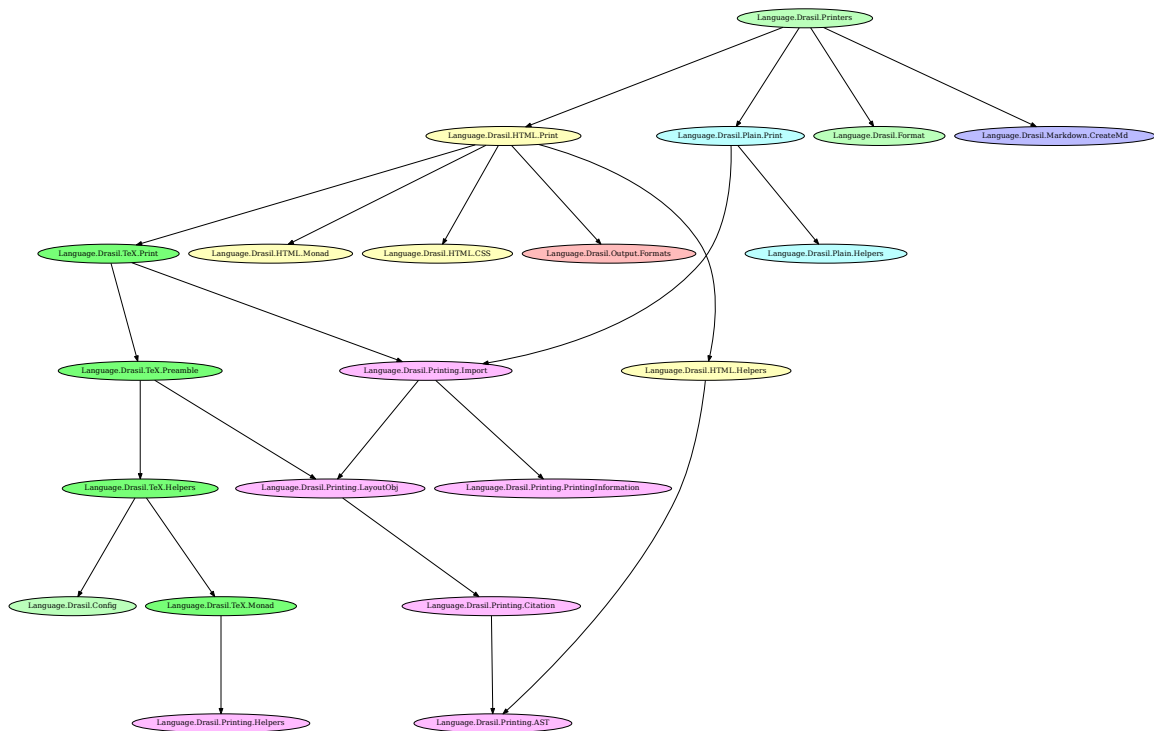 Language.Drasil.Printers
Language.Drasil.HTML.Print
Language.Drasil.Plain.Print
Language.Drasil.Format
Language.Drasil.Markdown.CreateMd
Language.Drasil.TeX.Print
Language.Drasil.HTML.Monad
Language.Drasil.HTML.CSS
Language.Drasil.Output.Formats
Language.Drasil.Plain.Helpers
Language.Drasil.TeX.Preamble
Language.Drasil.Printing.Import
Language.Drasil.HTML.Helpers
Language.Drasil.TeX.Helpers
Language.Drasil.Printing.LayoutObj
Language.Drasil.Printing.PrintingInformation
Language.Drasil.Config
Language.Drasil.TeX.Monad
Language.Drasil.Printing.Citation
Language.Drasil.Printing.Helpers
Language.Drasil.Printing.AST